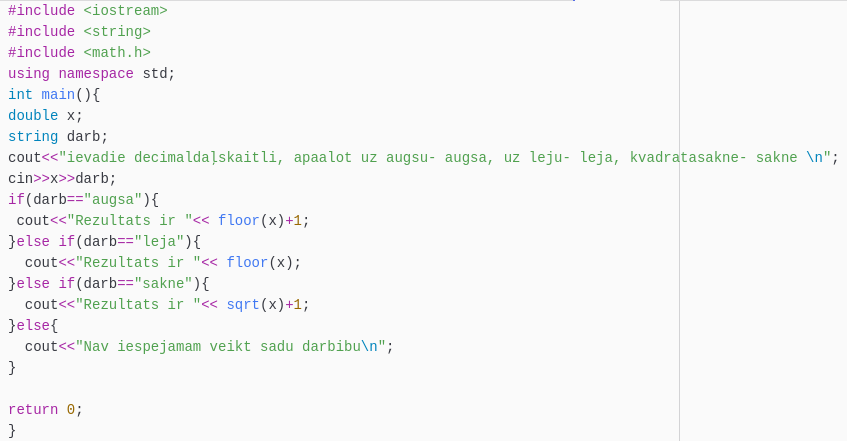 #include <iostream>
#include <string>
#include <math.h>
using namespace std;
int main(){
double x;
string darb;
cout<<"ievadie decimaldaļskaitli, apaalot uz augsu- augsa, uz leju- leja, kvadratasakne- sakne \n";
cin>>x>>darb;
if(darb=="augsa"){
 cout<<"Rezultats ir "<< floor(x)+1;
}else if(darb=="leja"){
  cout<<"Rezultats ir "<< floor(x);
}else if(darb=="sakne"){
  cout<<"Rezultats ir "<< sqrt(x)+1;
}else{
  cout<<"Nav iespejamam veikt sadu darbibu\n";
}
return 0;
}